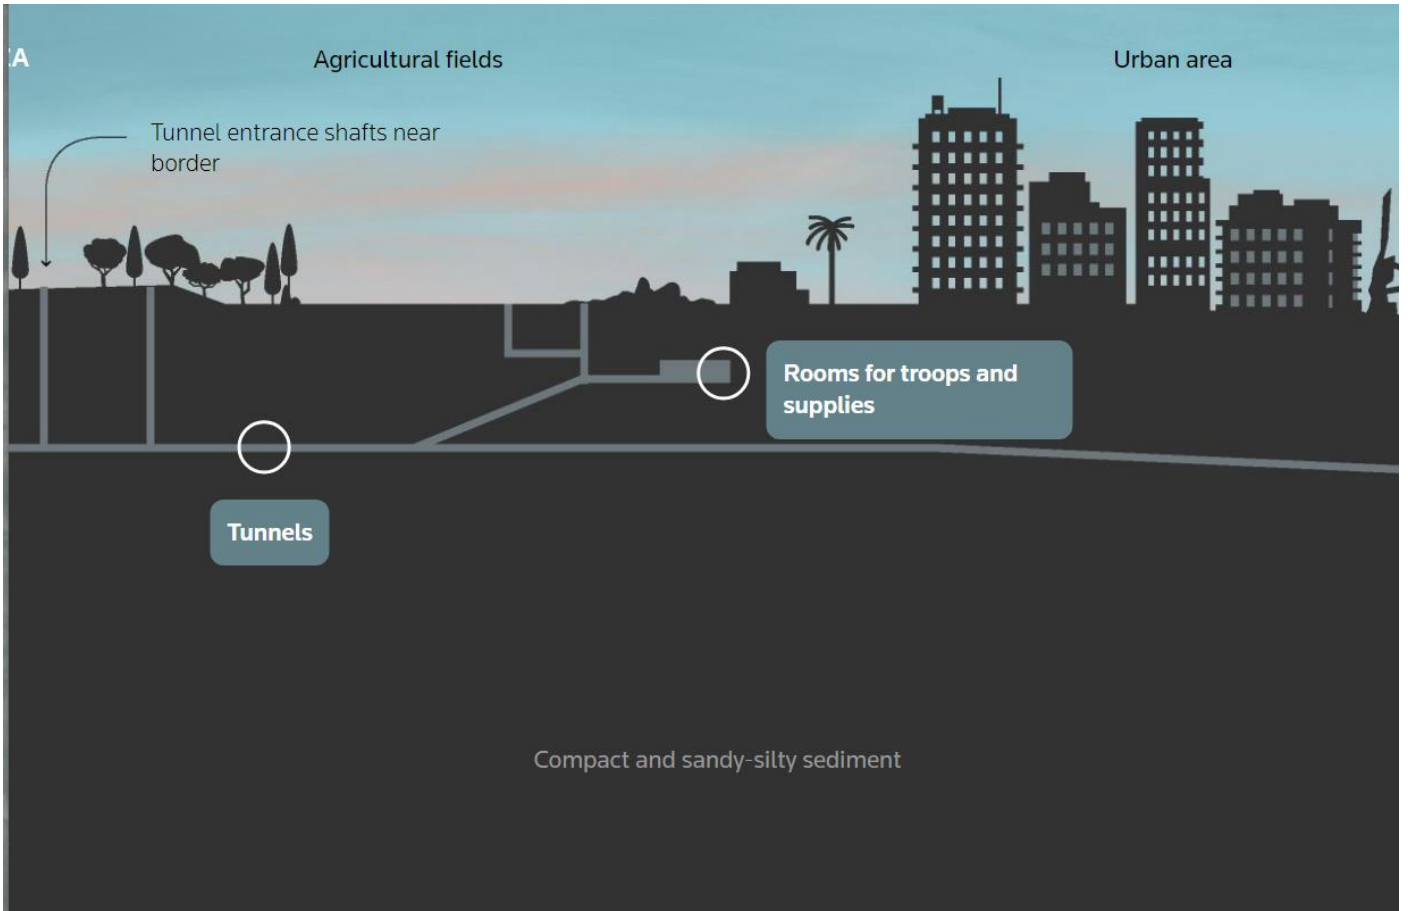 ZA
Agricultural fields
Urban area
Tunnel entrance shafts near
border
Rooms for troops and
supplies
Tunnels
Compact and sandy-silty sediment